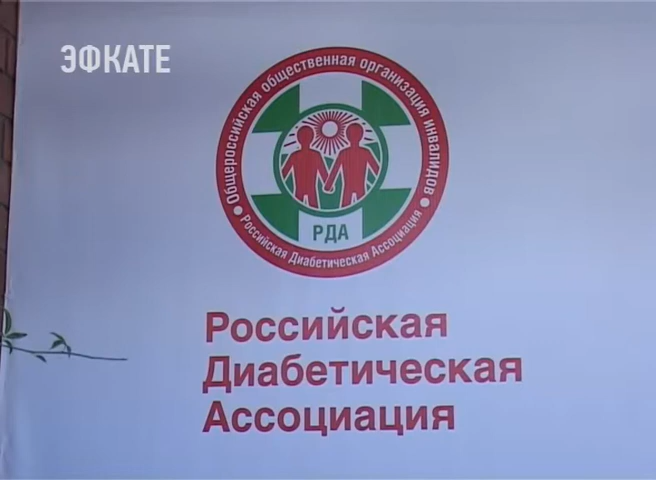 ЭФКАТЕ
Общероссийская общественная организация инвалидов
Российская Диабетическая Ассоциация
РДА
Российская
Диабетическая
Ассоциация